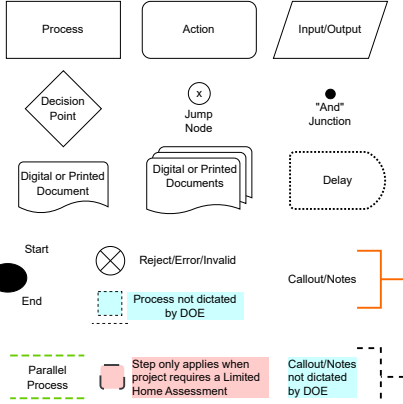 Process
Action
Input/Output
Decision
Point
x
Jump
Node
"And"
Junction
Digital or Printed
Document
Digital or Printed
Documents
Delay
Start
End
Reject/Error/Invalid
Process not dictated
by DOE
Callout/Notes
Parallel
Process
Step only applies when
project requires a Limited
Home Assessment
Callout/Notes
not dictated
by DOE